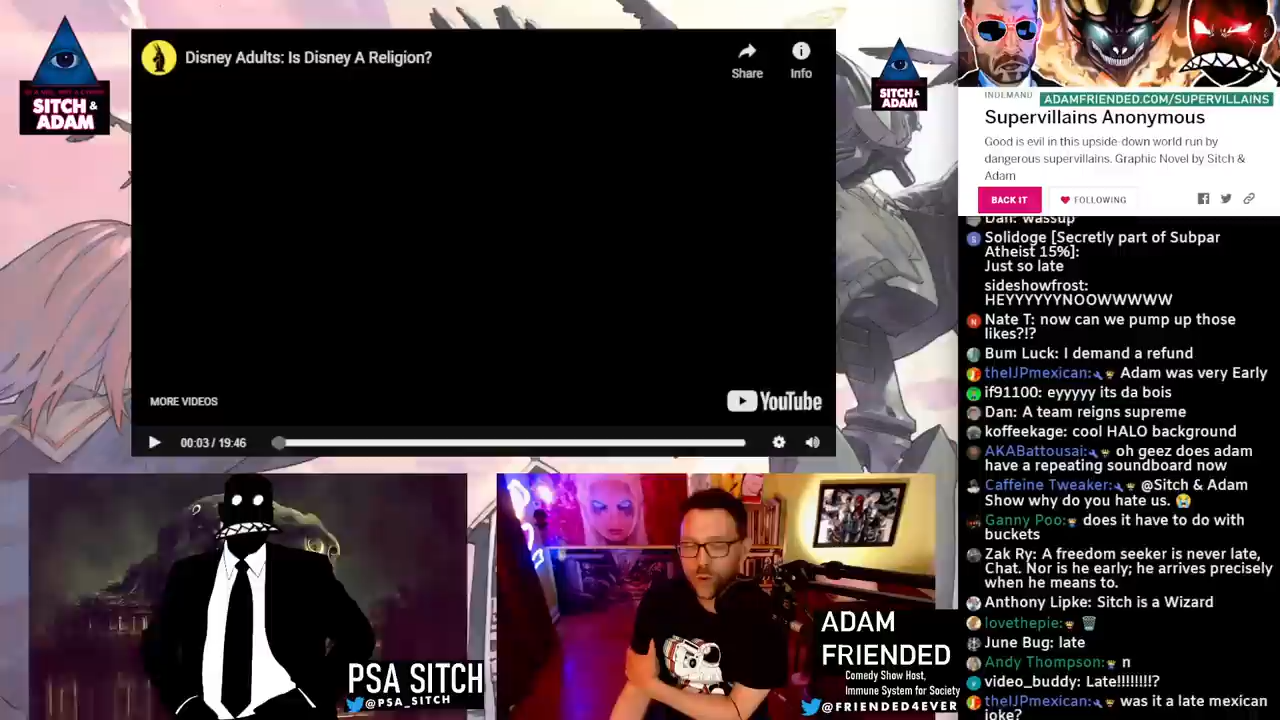 SITCH &
ADAM
Disney Adults: Is Disney A Religion?
Share
Info
MORE VIDEOS
YouTube
00:03 / 19:46
SITCH &
ADAM
PSA SITCH
@PSA_SITCH
ADAM
FRIENDED
Comedy Show Host,
Immune System for Society
@FRIENDED4EVER
INDEMAND
ADAMFRIENDED.COM/SUPERVILLAINS
Supervillains Anonymous
Good is evil in this upside-down world run by
dangerous supervillains. Graphic Novel by Sitch &
Adam
BACK IT
FOLLOWING
Dan: wassup
Solidoge [Secretly part of Subpar
Atheist 15%]:
Just so late
sideshowfrost:
HEYYYYYYNOOWWWWW
Nate T: now can we pump up those
likes?!?
Bum Luck: I demand a refund
theIJPmexican: Adam was very Early
if91100: eyyyyy its da bois
Dan: A team reigns supreme
koffeekage: cool HALO background
AKABattousai: oh geez does adam
have a repeating soundboard now
Caffeine Tweaker: @Sitch & Adam
Show why do you hate us. 😭
Ganny Poo: does it have to do with
buckets
Zak Ry: A freedom seeker is never late,
Chat. Nor is he early; he arrives precisely
when he means to.
Anthony Lipke: Sitch is a Wizard
lovethepie: 🗑️
June Bug: late
Andy Thompson: n
video_buddy: Late!!!!!!!!?
theIJPmexican: was it a late mexican
joke?